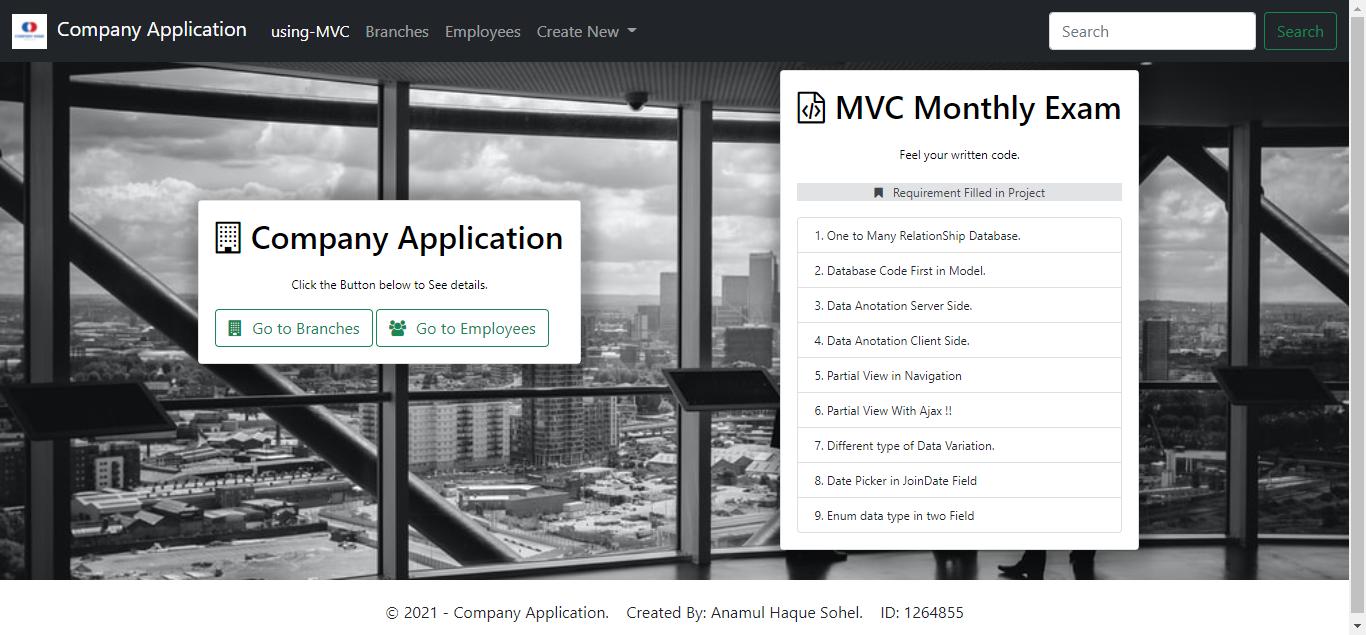 Company Application using-MVC Branches Employees Create New Search Search
Company Application
Click the Button below to See details.
Go to Branches Go to Employees
MVC Monthly Exam
Feel your written code.
Requirement Filled in Project
1. One to Many RelationShip Database.
2. Database Code First in Model.
3. Data Anotation Server Side.
4. Data Anotation Client Side.
5. Partial View in Navigation
6. Partial View With Ajax !!
7. Different type of Data Variation.
8. Date Picker in JoinDate Field
9. Enum data type in two Field
© 2021 - Company Application. Created By: Anamul Haque Sohel. ID: 1264855